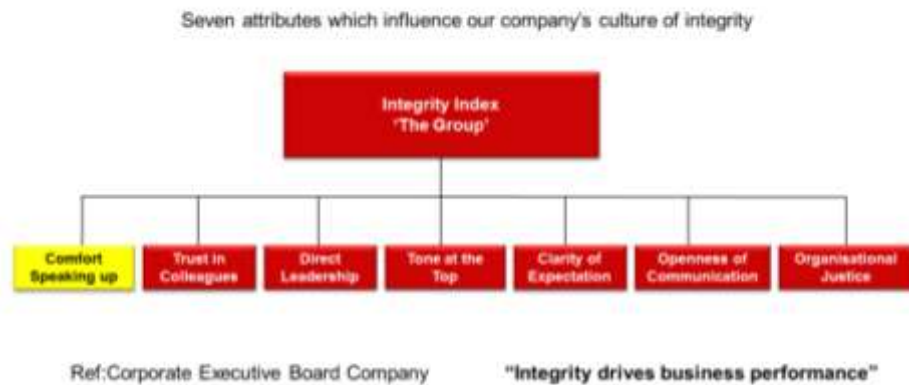 Seven attributes which influence our company's culture of integrity
Integrity Index
'The Group'
Comfort
Speaking up
Trust in
Colleagues
Direct
Leadership
Tone at the
Top
Clarity of
Expectation
Openness of
Communication
Organisational
Justice
Ref:Corporate Executive Board Company
"Integrity drives business performance"